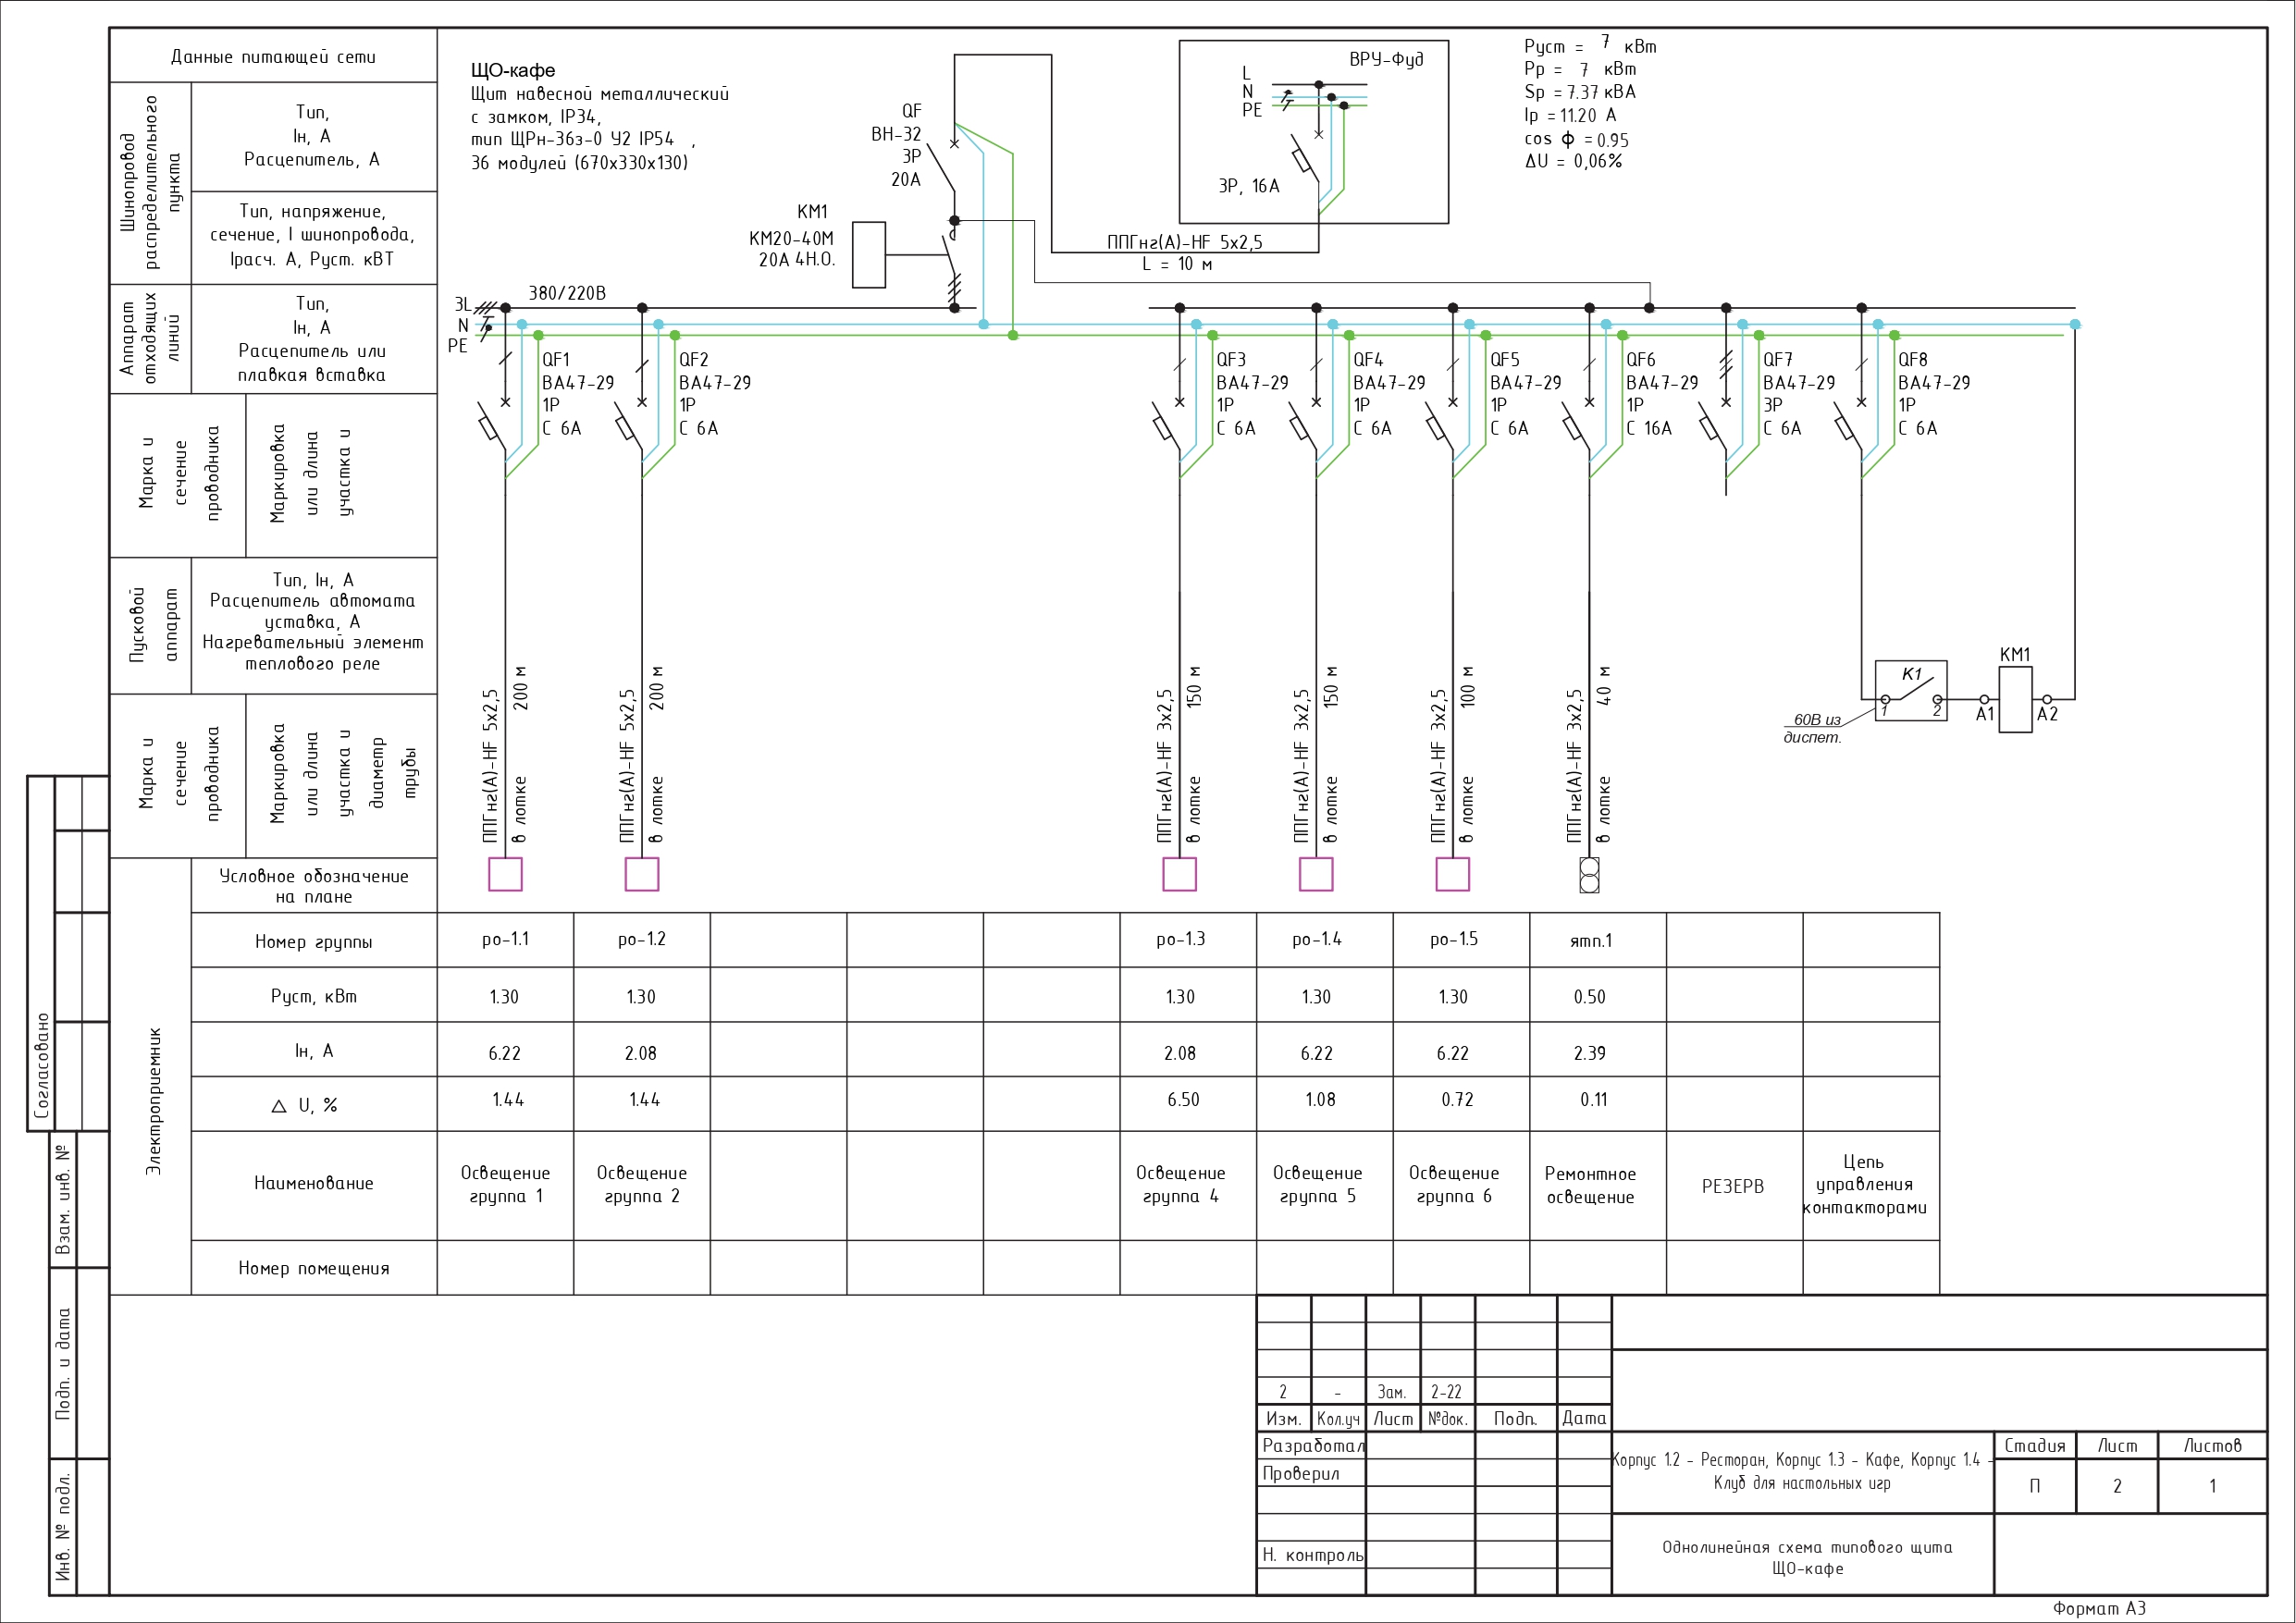 Данные питающей сети
Шинопровод
распределительного
пункта
Тип,
Iн, А
Расцепитель, А
Тип, напряжение,
сечение, I шинопровода,
Iрасч. А, Руст. кВТ
Аппарат
отходящих
линий
Тип,
Iн, А
Расцепитель или
плавкая вставка
Марка и
сечение
проводника
Маркировка
или длина
участка и
Пусковой
аппарат
Тип, Iн, А
Расцепитель автомата
уставка, А
Нагревательный элемент
теплового реле
Марка и
сечение
проводника
Маркировка
или длина
участка и
диаметр
трубы
ЩО-кафе
Щит навесной металлический
с замком, IP34,
тип ЩРн-36з-0 У2 IP54 ,
36 модулей (670х330х130)
QF
ВН-32
3Р
20А
КМ1
КМ20-40М
20А 4Н.О.
ВРУ-Фуд
L
N
PE
3Р, 16А
ППГнг(А)-HF 5х2,5
L = 10 м
Руст = 7 кВт
Рр = 7 кВт
Sp = 7.37 кВА
Iр = 11.20 А
cos ф = 0.95
ΔU = 0,06%
380/220В
3L
N
PE
QF1
ВА47-29
1Р
С 6А
QF2
ВА47-29
1Р
С 6А
QF3
ВА47-29
1Р
С 6А
QF4
ВА47-29
1Р
С 6А
QF5
ВА47-29
1Р
С 6А
QF6
ВА47-29
1Р
С 16А
QF7
ВА47-29
3Р
С 6А
QF8
ВА47-29
1Р
С 6А
ППГнг(А)-HF 5х2,5
200 м
в лотке
ППГнг(А)-HF 5х2,5
200 м
в лотке
ППГнг(А)-HF 3х2,5
150 м
в лотке
ППГнг(А)-HF 3х2,5
150 м
в лотке
ППГнг(А)-HF 3х2,5
100 м
в лотке
ППГнг(А)-HF 3х2,5
40 м
в лотке
К1
1 2
60В из
диспет.
КМ1
А1 А2
Электроприемник
Условное обозначение
на плане
Номер группы
ро-1.1 ро-1.2 ро-1.3 ро-1.4 ро-1.5 ятп.1
Руст, кВт
1.30 1.30 1.30 1.30 1.30 0.50
Iн, А
6.22 2.08 2.08 6.22 6.22 2.39
△ U, %
1.44 1.44 6.50 1.08 0.72 0.11
Наименование
Освещение
группа 1
Освещение
группа 2
Освещение
группа 4
Освещение
группа 5
Освещение
группа 6
Ремонтное
освещение
РЕЗЕРВ
Цепь
управления
контакторами
Номер помещения
Согласовано
Взам. инв. №
Подп. и дата
Инв. № подл.
2 - Зам. 2-22
Изм. Кол.уч Лист №док. Подп. Дата
Разработал
Проверил
Н. контроль
Корпус 1.2 - Ресторан, Корпус 1.3 - Кафе, Корпус 1.4 -
Клуб для настольных игр
Стадия Лист Листов
П 2 1
Однолинейная схема типового щита
ЩО-кафе
Формат А3